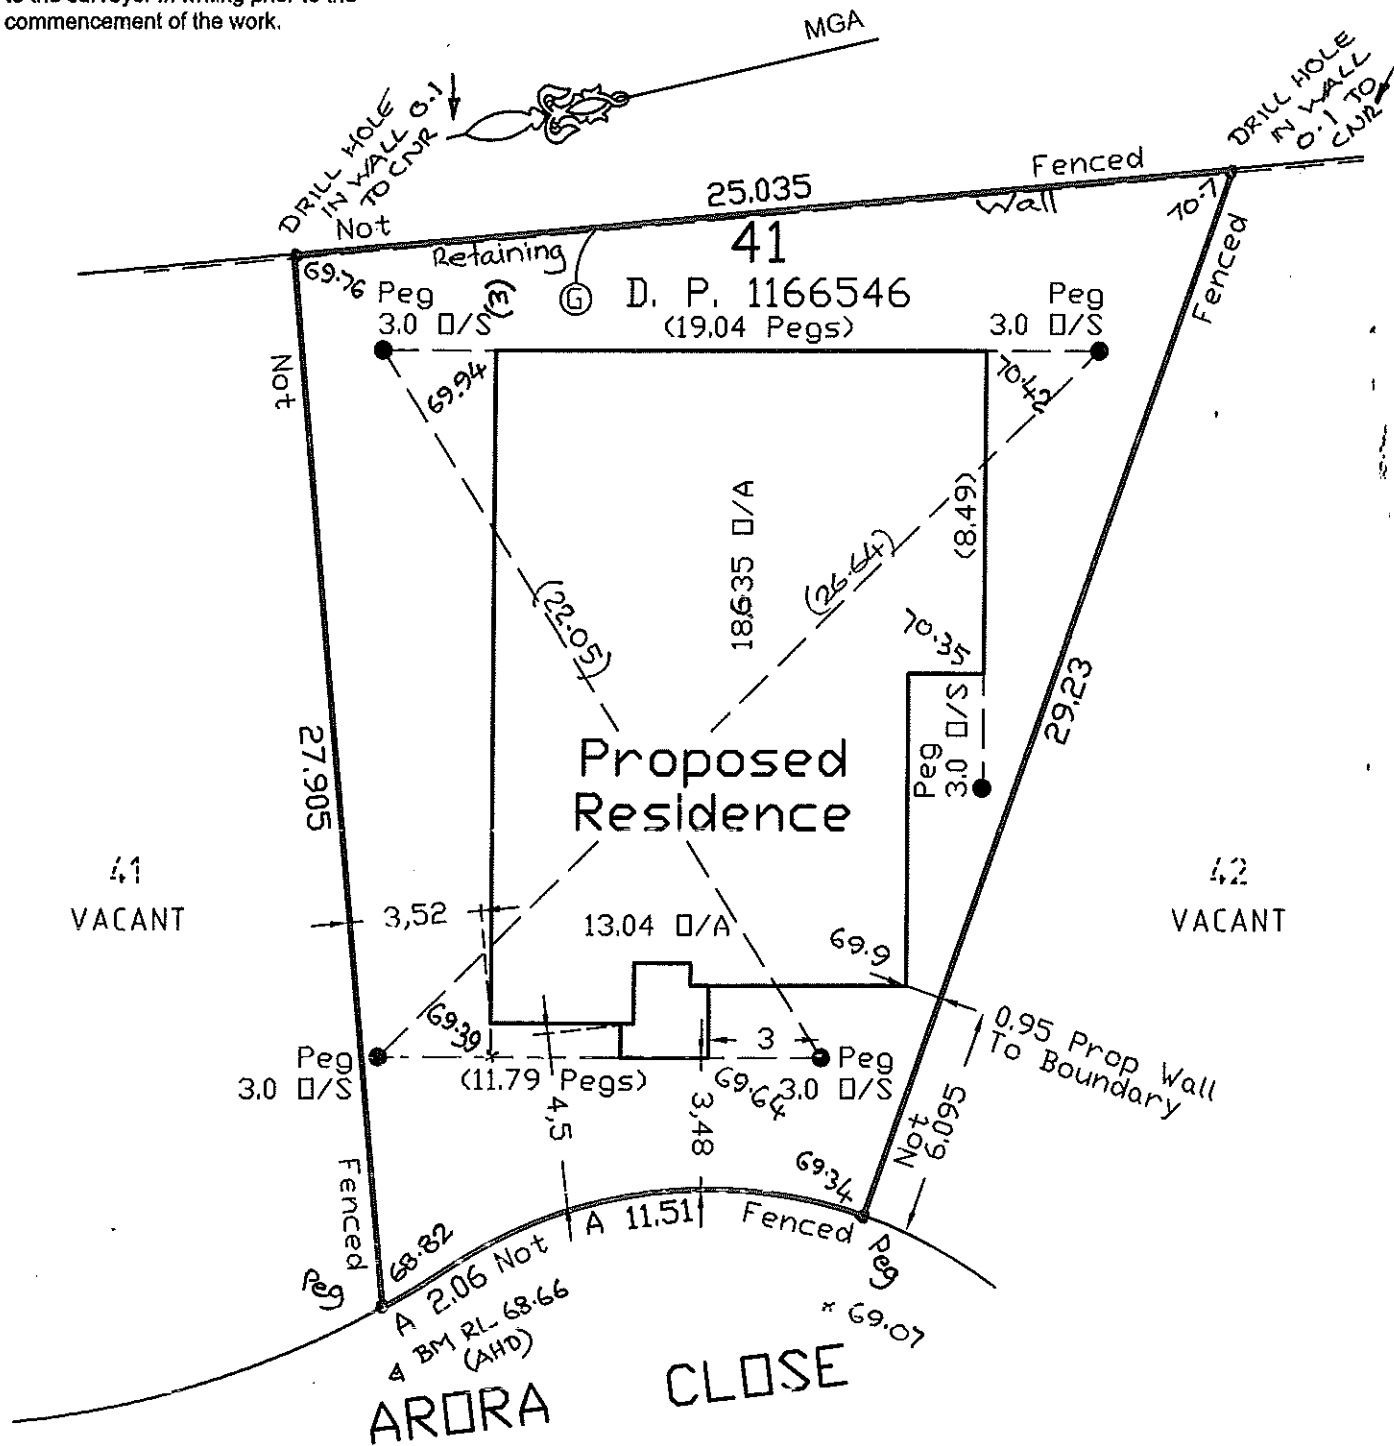 commencement of the work.
MGA
DRILL HOLE
IN WALL 0.1
TO CNR
DRILL HOLE
IN WALL
0.1 TO
CNR
Not
25.035
Fenced
Retaining
Wall
70.7
69.76
41
Fenced
Peg
3.0 O/S
(3)
G
D. P. 1166546
(19.04 Pegs)
Peg
3.0 O/S
Not
69.94
70.42
18.635 O/A
(8.49)
(22.05)
(26.64)
70.35
Peg
3.0 O/S
29.23
27.905
Proposed
Residence
41
VACANT
42
VACANT
3,52
13.04 O/A
69.9
69.39
Peg
3.0 O/S
(11.79 Pegs)
3
Peg
3.0 O/S
69.64
0.95 Prop Wall
To Boundary
4,5
3,48
Not
6.095
69.34
Fenced
68.82
A 11.51
Fenced
Peg
Peg
A 2.06 Not
BM RL 68.66
(AHD)
× 69.07
ARORA CLOSE